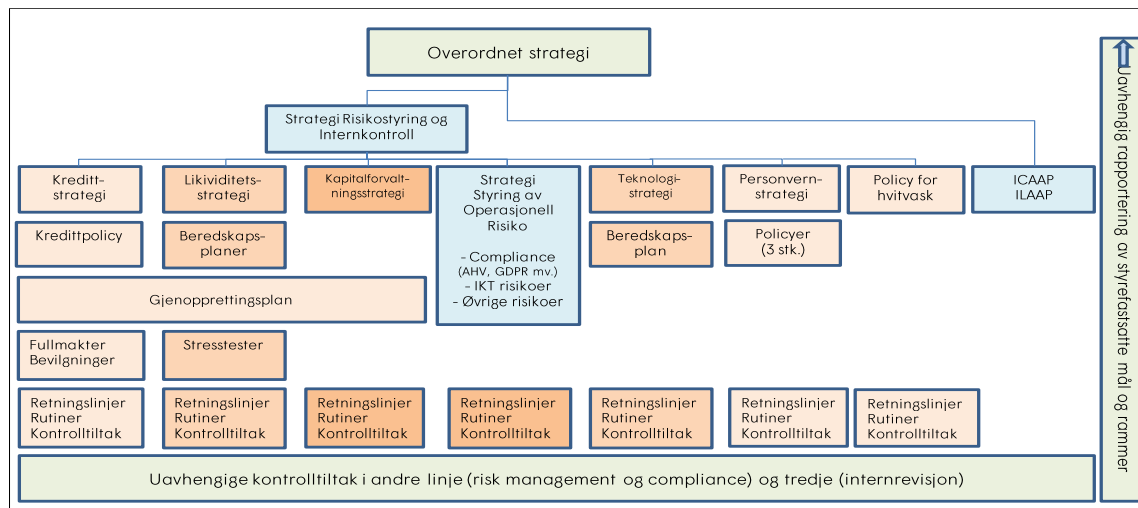 Overordnet strategi
Strategi Risikostyring og
Internkontroll
Kreditt-
strategi
Likividitets-
strategi
Kapitalforvalt-
ningsstrategi
Strategi
Styring av
Operasjonell
Risiko
- Compliance
(AHV, GDPR mv.)
- IKT risikoer
- Øvrige risikoer
Teknologi-
strategi
Personvern-
strategi
Policy for
hvitvask
ICAAP
ILAAP
Kredittpolicy
Beredskaps-
planer
Beredskaps-
plan
Policyer
(3 stk.)
Gjenopprettingsplan
Fullmakter
Bevilgninger
Stresstester
Retningslinjer
Rutiner
Kontrolltiltak
Retningslinjer
Rutiner
Kontrolltiltak
Retningslinjer
Rutiner
Kontrolltiltak
Retningslinjer
Rutiner
Kontrolltiltak
Retningslinjer
Rutiner
Kontrolltiltak
Retningslinjer
Rutiner
Kontrolltiltak
Retningslinjer
Rutiner
Kontrolltiltak
Uavhengige kontrolltiltak i andre linje (risk management og compliance) og tredje (internrevisjon)
Uavhengig rapportering av styrefastsatte mål og rammer